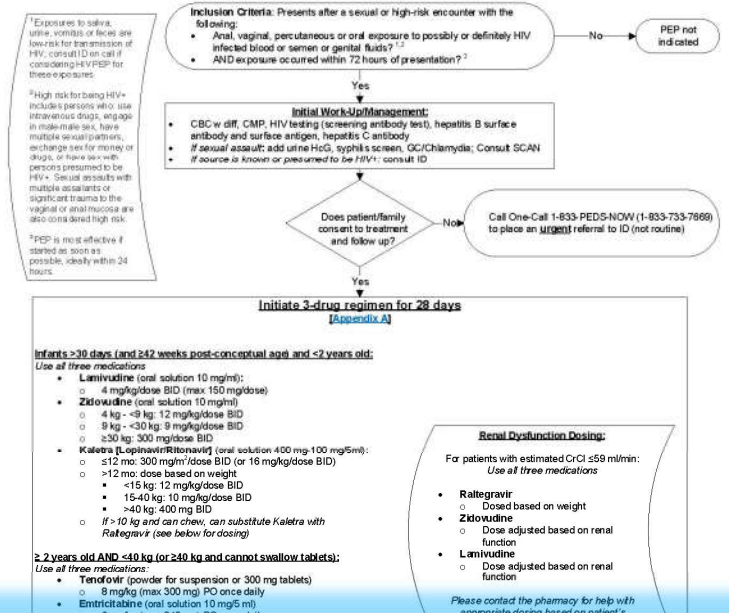 ¹Exposures to saliva,
urine, vomitus or feces are
low-risk for transmission of
HIV; consult ID on call if
considering HIV PEP for
these exposures
²High risk for being HIV+
includes persons who: use
intravenous drugs, engage
in male-male sex, have
multiple sexual partners,
exchange sex for money or
drugs, or have sex with
persons presumed to be
HIV+. Sexual assaults with
multiple assailants or
significant trauma to the
vaginal or anal mucosa are
also considered high risk.
³PEP is most effective if
started as soon as
possible, ideally within 24
hours.
Inclusion Criteria: Presents after a sexual or high-risk encounter with the
following:
• Anal, vaginal, percutaneous or oral exposure to possibly or definitely HIV
infected blood or semen or genital fluids? ¹,²
• AND exposure occurred within 72 hours of presentation? ³
No
PEP not
indicated
Yes
Initial Work-Up/Management:
• CBC w diff, CMP, HIV testing (screening antibody test), hepatitis B surface
antibody and surface antigen, hepatitis C antibody
• If sexual assault: add urine HcG, syphilis screen, GC/Chlamydia; Consult SCAN
• If source is known or presumed to be HIV+: consult ID
Does patient/family
consent to treatment
and follow up?
No
Call One-Call 1-833-PEDS-NOW (1-833-733-7669)
to place an urgent referral to ID (not routine)
Yes
Initiate 3-drug regimen for 28 days
[Appendix A]
Infants >30 days (and ≥42 weeks post-conceptual age) and <2 years old:
Use all three medications
• Lamivudine (oral solution 10 mg/ml):
o 4 mg/kg/dose BID (max 150 mg/dose)
• Zidovudine (oral solution 10mg/ml)
o 4 kg - <9 kg: 12 mg/kg/dose BID
o 9 kg - <30 kg: 9 mg/kg/dose BID
o ≥30 kg: 300 mg/dose BID
• Kaletra [Lopinavir/Ritonavir] (oral solution 400 mg-100 mg/5ml):
o ≤12 mo: 300 mg/m²/dose BID (or 16 mg/kg/dose BID)
o >12 mo: dose based on weight
▪ <15 kg: 12 mg/kg/dose BID
▪ 15-40 kg: 10 mg/kg/dose BID
▪ >40 kg: 400 mg BID
o If >10 kg and can chew, can substitute Kaletra with
Raltegravir (see below for dosing)
≥ 2 years old AND <40 kg (or ≥40 kg and cannot swallow tablets):
Use all three medications:
• Tenofovir (powder for suspension or 300 mg tablets)
o 8 mg/kg (max 300 mg) PO once daily
• Emtricitabine (oral solution 10 mg/5 ml)
Renal Dysfunction Dosing:
For patients with estimated CrCl ≤59 ml/min:
Use all three medications
• Raltegravir
o Dosed based on weight
• Zidovudine
o Dose adjusted based on renal
function
• Lamivudine
o Dose adjusted based on renal
function
Please contact the pharmacy for help with
appropriate dosing based on patient's